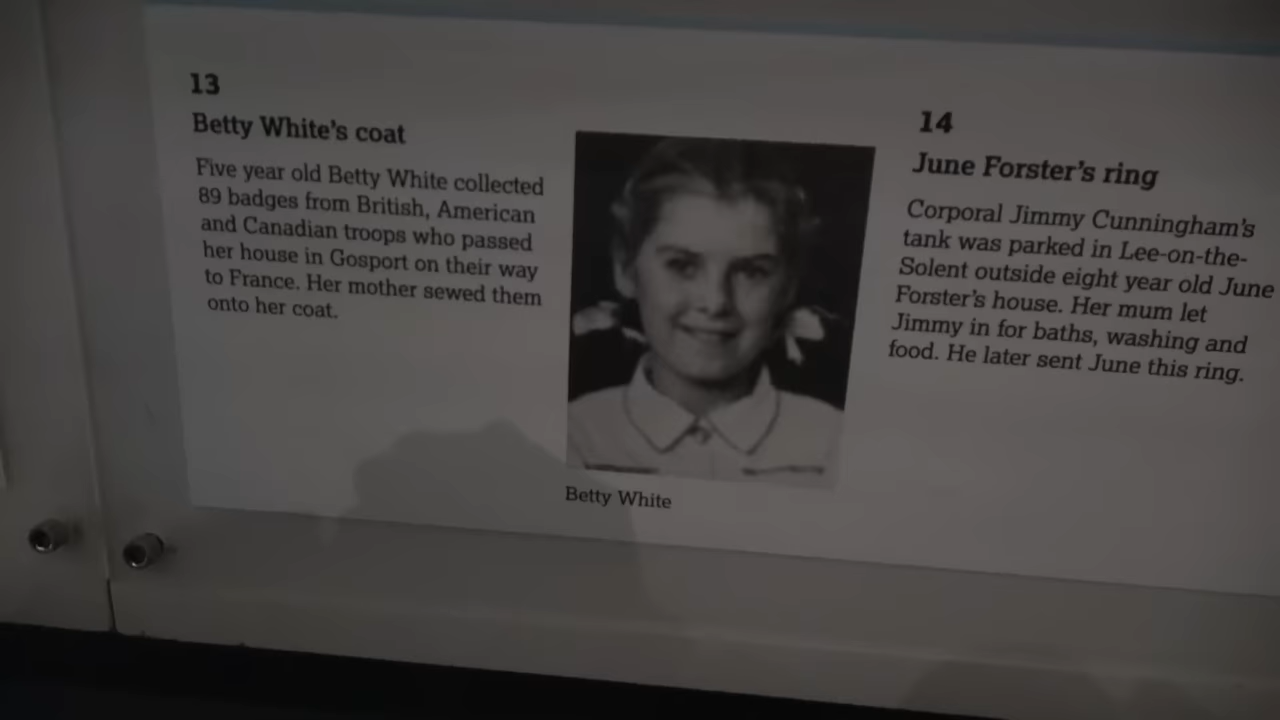 13
Betty White's coat
Five year old Betty White collected
89 badges from British, American
and Canadian troops who passed
her house in Gosport on their way
to France. Her mother sewed them
onto her coat.
Betty White
14
June Forster's ring
Corporal Jimmy Cunningham's
tank was parked in Lee-on-the-
Solent outside eight year old June
Forster's house. Her mum let
Jimmy in for baths, washing and
food. He later sent June this ring.